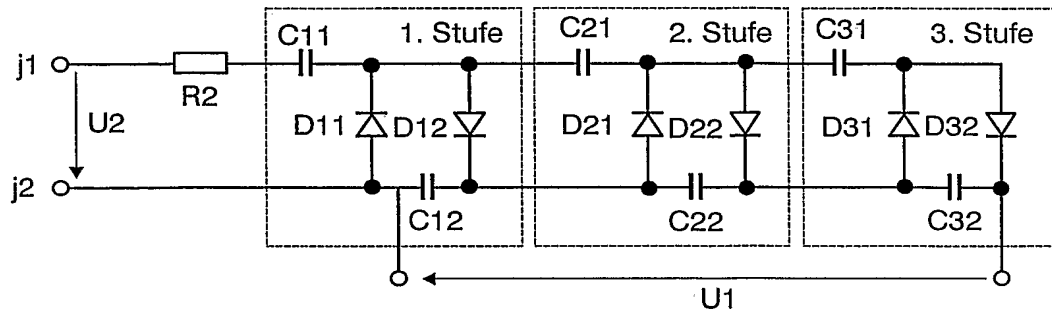 C11 1. Stufe C21 2. Stufe C31 3. Stufe
j1
R2
U2 D11 D12 D21 D22 D31 D32
j2
C12 C22 C32
U1